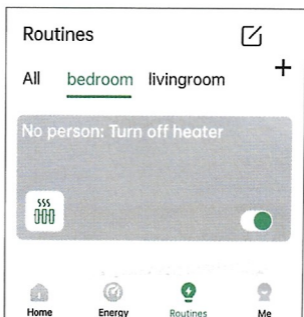 Routines
All bedroom livingroom
No person: Turn off heater
Home Energy Routines Me